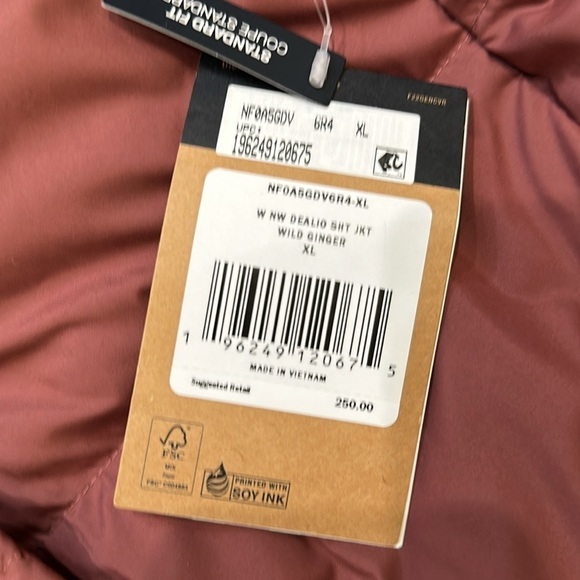 STANDARD FIT
COUPE STANDARD
NF0A5GDV 6R4 XL
UPC:
196249120675
NF0A5GDV6R4-XL
W NW DEALIO SHT JKT
WILD GINGER
XL
1 96249 12067 5
MADE IN VIETNAM
Suggested Retail
250.00
FSC
PRINTED WITH
SOY INK